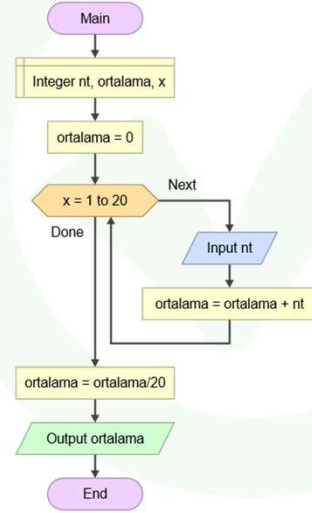 Main
Integer nt, ortalama, x
ortalama = 0
x = 1 to 20
Next
Done
Input nt
ortalama = ortalama + nt
ortalama = ortalama/20
Output ortalama
End